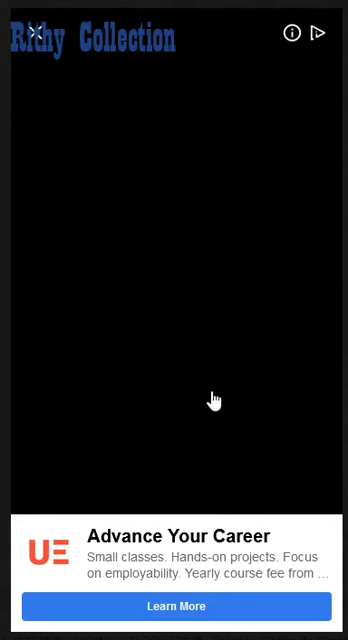 Rithy Collection
UE
Advance Your Career
Small classes. Hands-on projects. Focus
on employability. Yearly course fee from ...
Learn More